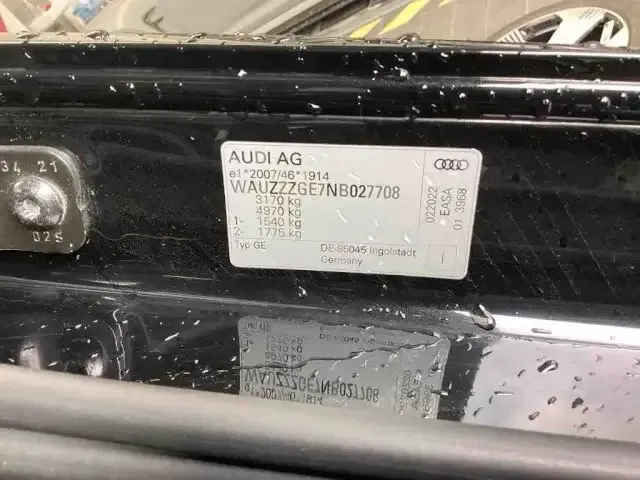 34 21
02S
AUDI AG
e1*2007/46*1914
WAUZZZGE7NB027708
3170 kg
4970 kg
1- 1540 kg
2- 1775 kg
Typ GE
DE-85045 Ingolstadt
Germany
022022
EASA
01 3968